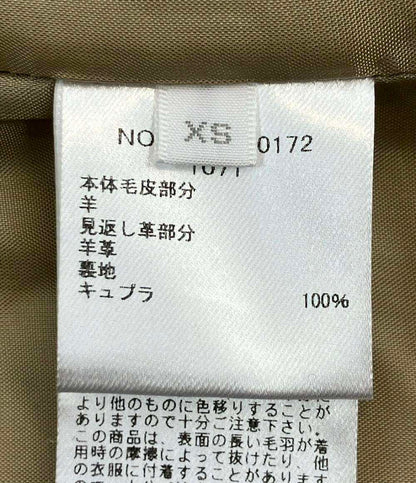 XS
NO 0172
1071
本体毛皮部分
羊
見返し革部分
羊革
裏地
キュプラ 100%
より他のものに色移りすることが
ありますので十分ご注意下さい。
この商品は、表面の長い毛羽が着
用時の摩擦によって抜けたり、他
の衣服に付着することがあります